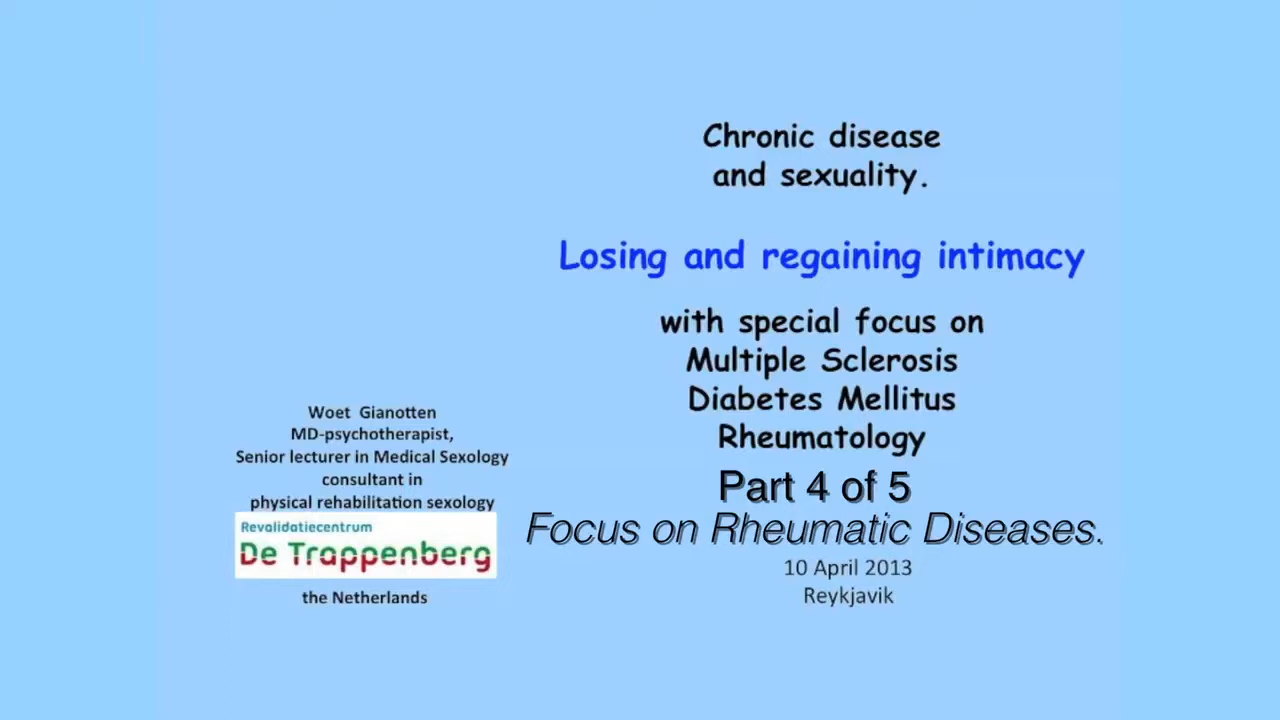 Chronic disease
and sexuality.
Losing and regaining intimacy
with special focus on
Multiple Sclerosis
Diabetes Mellitus
Rheumatology
Part 4 of 5
Focus on Rheumatic Diseases.
10 April 2013
Reykjavik
Woet Gianotten
MD-psychotherapist,
Senior lecturer in Medical Sexology
consultant in
physical rehabilitation sexology
Revalidatiecentrum
De Trappenberg
the Netherlands